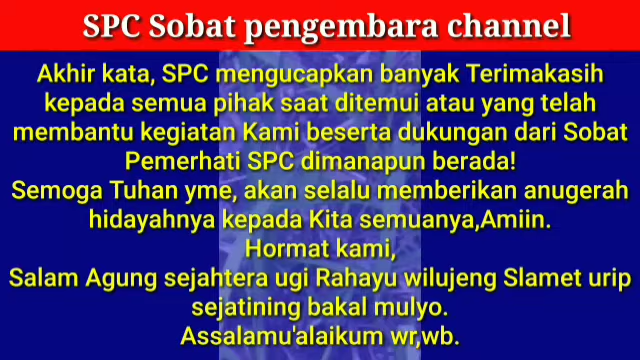 SPC Sobat pengembara channel
Akhir kata, SPC mengucapkan banyak Terimakasih
kepada semua pihak saat ditemui atau yang telah
membantu kegiatan Kami beserta dukungan dari Sobat
Pemerhati SPC dimanapun berada!
Semoga Tuhan yme, akan selalu memberikan anugerah
hidayahnya kepada Kita semuanya,Amiin.
Hormat kami,
Salam Agung sejahtera ugi Rahayu wilujeng Slamet urip
sejatining bakal mulyo.
Assalamu'alaikum wr,wb.